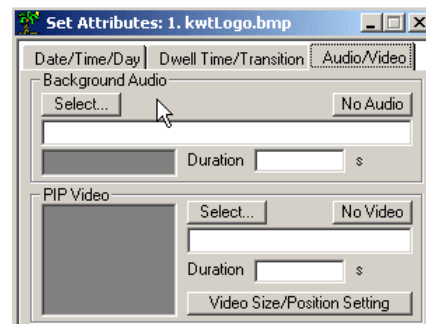 Set Attributes: 1. kwtLogo.bmp
Date/Time/Day Dwell Time/Transition Audio/Video
Background Audio
Select... No Audio
Duration s
PIP Video
Select... No Video
Duration s
Video Size/Position Setting